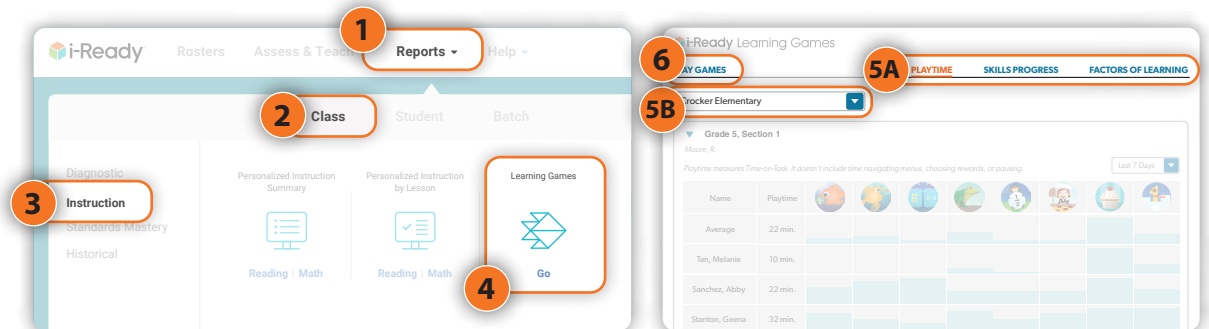 1
i-Ready Rosters Assess & Teach Reports Help
2
Class Student Batch
Diagnostic
3
Instruction
Standards Mastery
Historical
Personalized Instruction
Summary
Reading | Math
Personalized Instruction
by Lesson
Reading | Math
Learning Games
4
Go
i-Ready Learning Games
6
AY GAMES
5A
PLAYTIME SKILLS PROGRESS FACTORS OF LEARNING
5B
Crocker Elementary
Grade 5, Section 1
Moore, R.
Playtime measures Time-on-Task. It doesn't include time navigating menus, choosing rewards, or pausing.
Last 7 Days
Name Playtime
Average 22 min.
Tan, Melanie 10 min.
Sanchez, Abby 22 min.
Stanton, Geena 32 min.